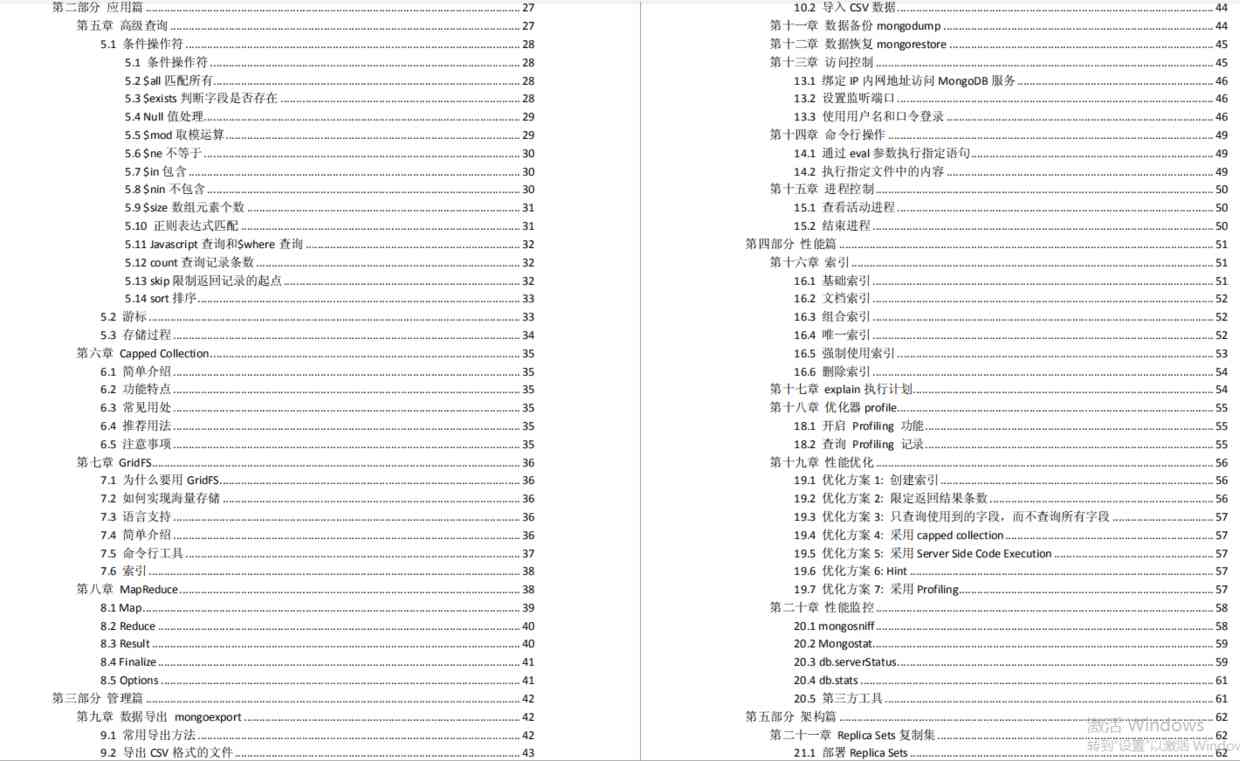 第二部分 应用篇 27
第五章 高级查询 27
5.1 条件操作符 28
5.1 条件操作符 28
5.2 $all 匹配所有 28
5.3 $exists 判断字段是否存在 28
5.4 Null 值处理 29
5.5 $mod 取模运算 29
5.6 $ne 不等于 30
5.7 $in 包含 30
5.8 $nin 不包含 30
5.9 $size 数组元素个数 31
5.10 正则表达式匹配 31
5.11 Javascript 查询和$where 查询 32
5.12 count 查询记录条数 32
5.13 skip 限制返回记录的起点 32
5.14 sort 排序 33
5.2 游标 33
5.3 存储过程 34
第六章 Capped Collection 35
6.1 简单介绍 35
6.2 功能特点 35
6.3 常见用处 35
6.4 推荐用法 35
6.5 注意事项 35
第七章 GridFS 36
7.1 为什么要用 GridFS 36
7.2 如何实现海量存储 36
7.3 语言支持 36
7.4 简单介绍 36
7.5 命令行工具 37
7.6 索引 38
第八章 MapReduce 38
8.1 Map 39
8.2 Reduce 40
8.3 Result 40
8.4 Finalize 41
8.5 Options 41
第三部分 管理篇 42
第九章 数据导出 mongoexport 42
9.1 常用导出方法 42
9.2 导出 CSV 格式的文件 43
10.2 导入 CSV 数据 44
第十一章 数据备份 mongodump 44
第十二章 数据恢复 mongorestore 45
第十三章 访问控制 45
13.1 绑定 IP 内网地址访问 MongoDB 服务 46
13.2 设置监听端口 46
13.3 使用用户名和口令登录 46
第十四章 命令行操作 49
14.1 通过 eval 参数执行指定语句 49
14.2 执行指定文件中的内容 49
第十五章 进程控制 50
15.1 查看活动进程 50
15.2 结束进程 50
第四部分 性能篇 51
第十六章 索引 51
16.1 基础索引 51
16.2 文档索引 52
16.3 组合索引 52
16.4 唯一索引 52
16.5 强制使用索引 53
16.6 删除索引 54
第十七章 explain 执行计划 54
第十八章 优化器 profile 55
18.1 开启 Profiling 功能 55
18.2 查询 Profiling 记录 55
第十九章 性能优化 56
19.1 优化方案 1: 创建索引 56
19.2 优化方案 2: 限定返回结果条数 56
19.3 优化方案 3: 只查询使用到的字段，而不查询所有字段 57
19.4 优化方案 4: 采用 capped collection 57
19.5 优化方案 5: 采用 Server Side Code Execution 57
19.6 优化方案 6: Hint 57
19.7 优化方案 7: 采用 Profiling 57
第二十章 性能监控 58
20.1 mongosniff 58
20.2 Mongostat 59
20.3 db.serverStatus 59
20.4 db.stats 61
20.5 第三方工具 61
第五部分 架构篇 62
第二十一章 Replica Sets 复制集 62
21.1 部署 Replica Sets 62
激活 Windows
转到"设置"以激活 Window